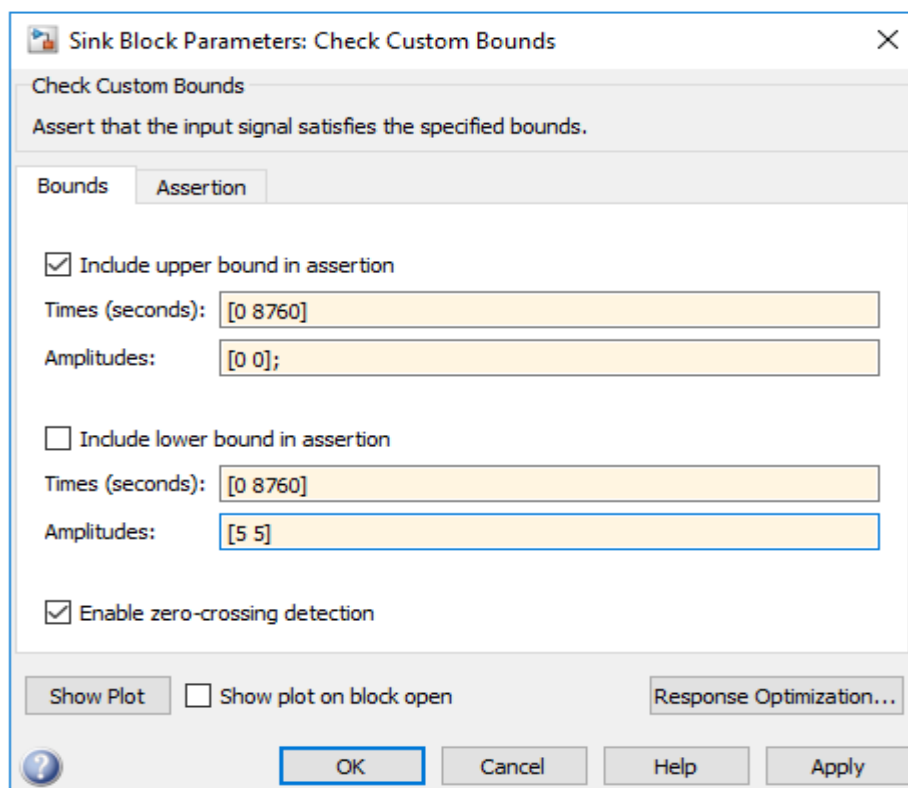 Sink Block Parameters: Check Custom Bounds
Check Custom Bounds
Assert that the input signal satisfies the specified bounds.
Bounds Assertion
Include upper bound in assertion
Times (seconds): [0 8760]
Amplitudes: [0 0];
Include lower bound in assertion
Times (seconds): [0 8760]
Amplitudes: [5 5]
Enable zero-crossing detection
Show Plot Show plot on block open Response Optimization...
? OK Cancel Help Apply